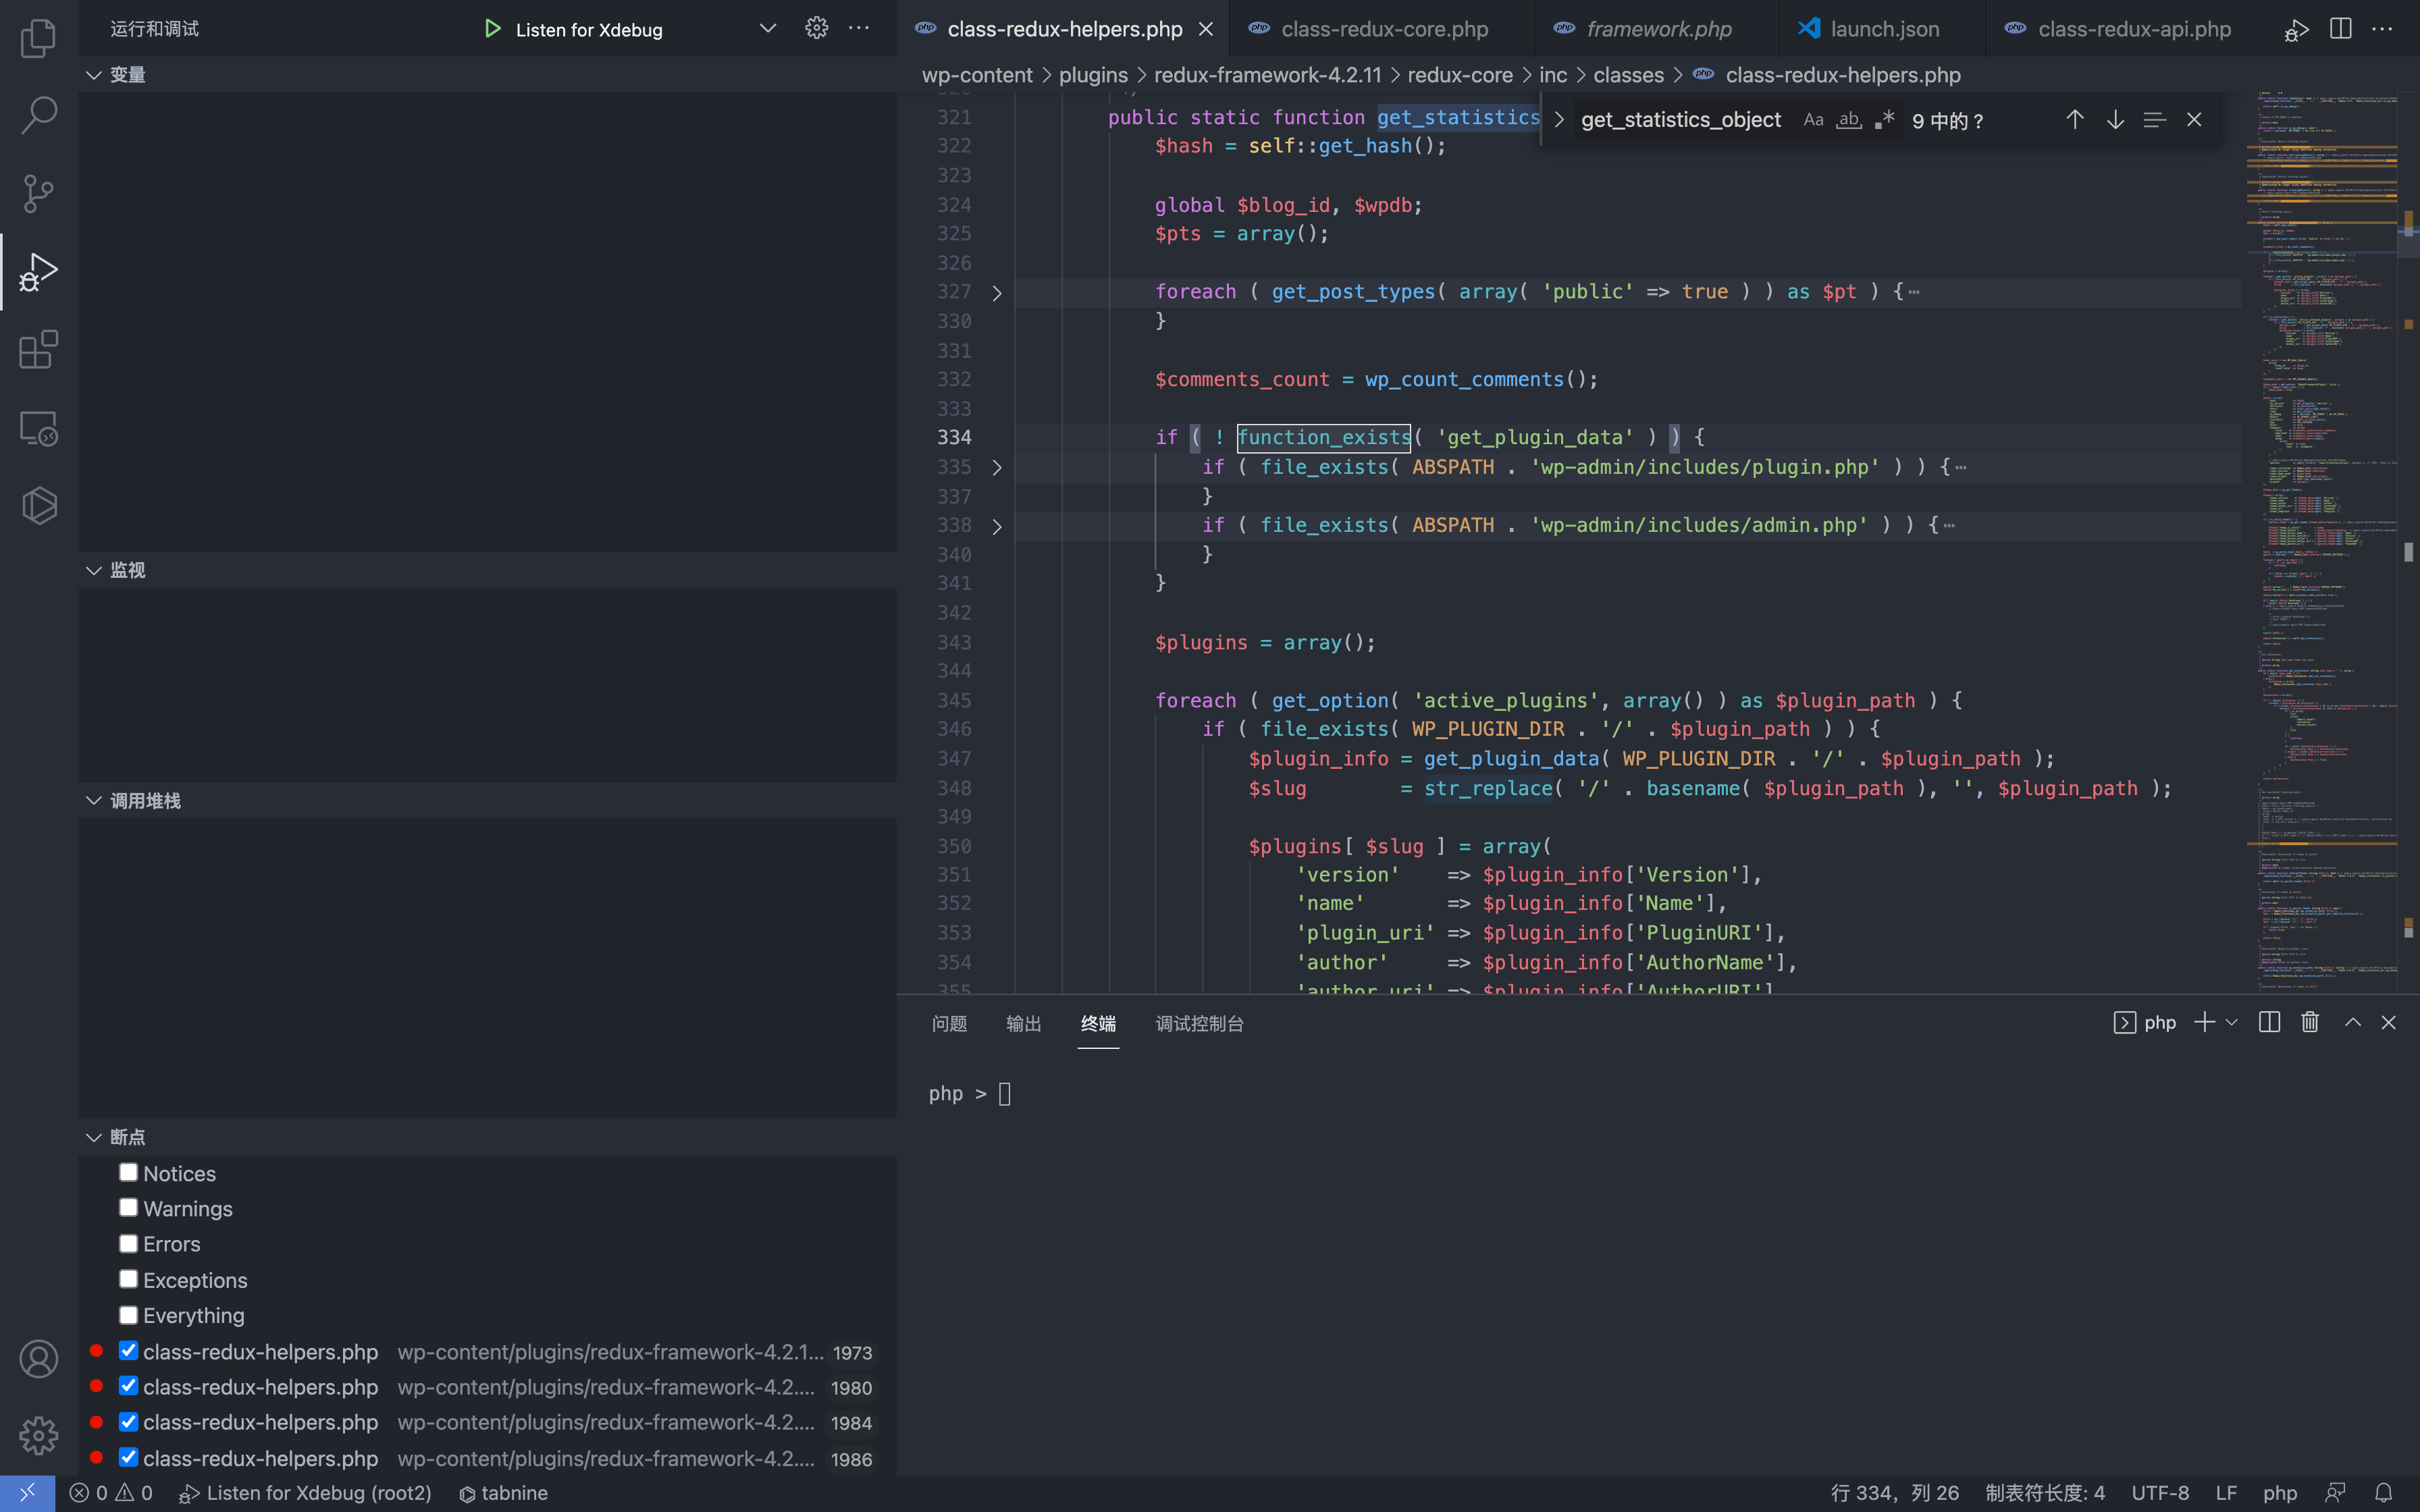 运行和调试
Listen for Xdebug
class-redux-helpers.php
class-redux-core.php
framework.php
launch.json
class-redux-api.php
变量
wp-content > plugins > redux-framework-4.2.11 > redux-core > inc > classes > class-redux-helpers.php
get_statistics_object Aa ab 9 中的 ?
321 public static function get_statistics
322 $hash = self::get_hash();
323
324 global $blog_id, $wpdb;
325 $pts = array();
326
327 foreach ( get_post_types( array( 'public' => true ) ) as $pt ) {…
330 }
331
332 $comments_count = wp_count_comments();
333
334 if ( ! function_exists( 'get_plugin_data' ) ) {
335 if ( file_exists( ABSPATH . 'wp-admin/includes/plugin.php' ) ) {…
337 }
338 if ( file_exists( ABSPATH . 'wp-admin/includes/admin.php' ) ) {…
340 }
341 }
342
343 $plugins = array();
344
345 foreach ( get_option( 'active_plugins', array() ) as $plugin_path ) {
346 if ( file_exists( WP_PLUGIN_DIR . '/' . $plugin_path ) ) {
347 $plugin_info = get_plugin_data( WP_PLUGIN_DIR . '/' . $plugin_path );
348 $slug = str_replace( '/' . basename( $plugin_path ), '', $plugin_path );
349
350 $plugins[ $slug ] = array(
351 'version' => $plugin_info['Version'],
352 'name' => $plugin_info['Name'],
353 'plugin_uri' => $plugin_info['PluginURI'],
354 'author' => $plugin_info['AuthorName'],
355 'author_uri' => $plugin_info['AuthorURI']
监视
调用堆栈
断点
Notices
Warnings
Errors
Exceptions
Everything
class-redux-helpers.php wp-content/plugins/redux-framework-4.2.1... 1973
class-redux-helpers.php wp-content/plugins/redux-framework-4.2.... 1980
class-redux-helpers.php wp-content/plugins/redux-framework-4.2.... 1984
class-redux-helpers.php wp-content/plugins/redux-framework-4.2.... 1986
问题 输出 终端 调试控制台
php
php >
0 0 Listen for Xdebug (root2) tabnine
行 334，列 26 制表符长度: 4 UTF-8 LF php